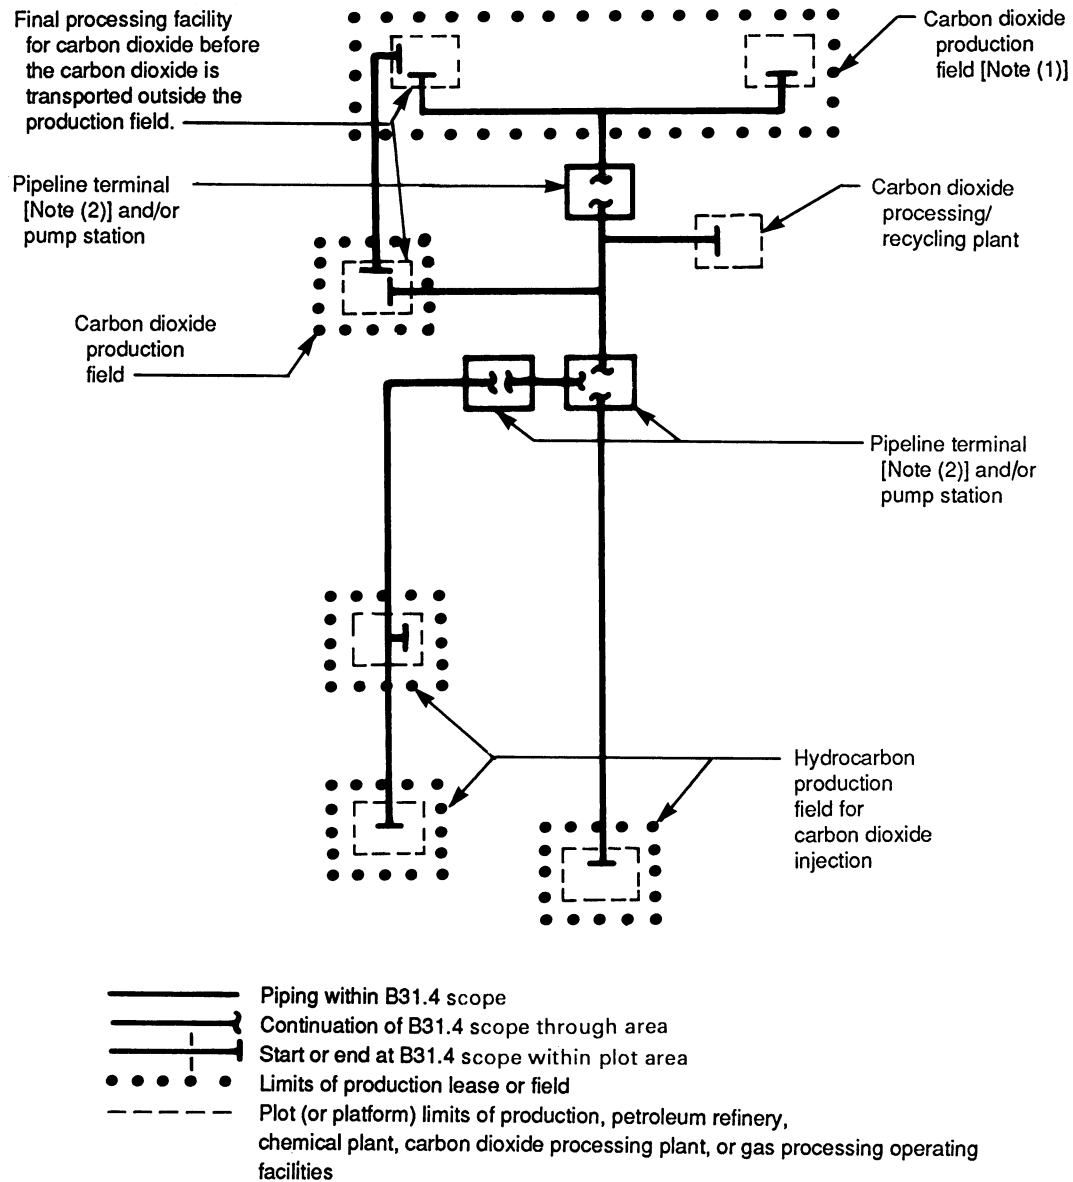 Final processing facility
for carbon dioxide before
the carbon dioxide is
transported outside the
production field.
Carbon dioxide
production
field [Note (1)]
Pipeline terminal
[Note (2)] and/or
pump station
Carbon dioxide
processing/
recycling plant
Carbon dioxide
production
field
Pipeline terminal
[Note (2)] and/or
pump station
Hydrocarbon
production
field for
carbon dioxide
injection
Piping within B31.4 scope
Continuation of B31.4 scope through area
Start or end at B31.4 scope within plot area
Limits of production lease or field
Plot (or platform) limits of production, petroleum refinery,
chemical plant, carbon dioxide processing plant, or gas processing operating
facilities